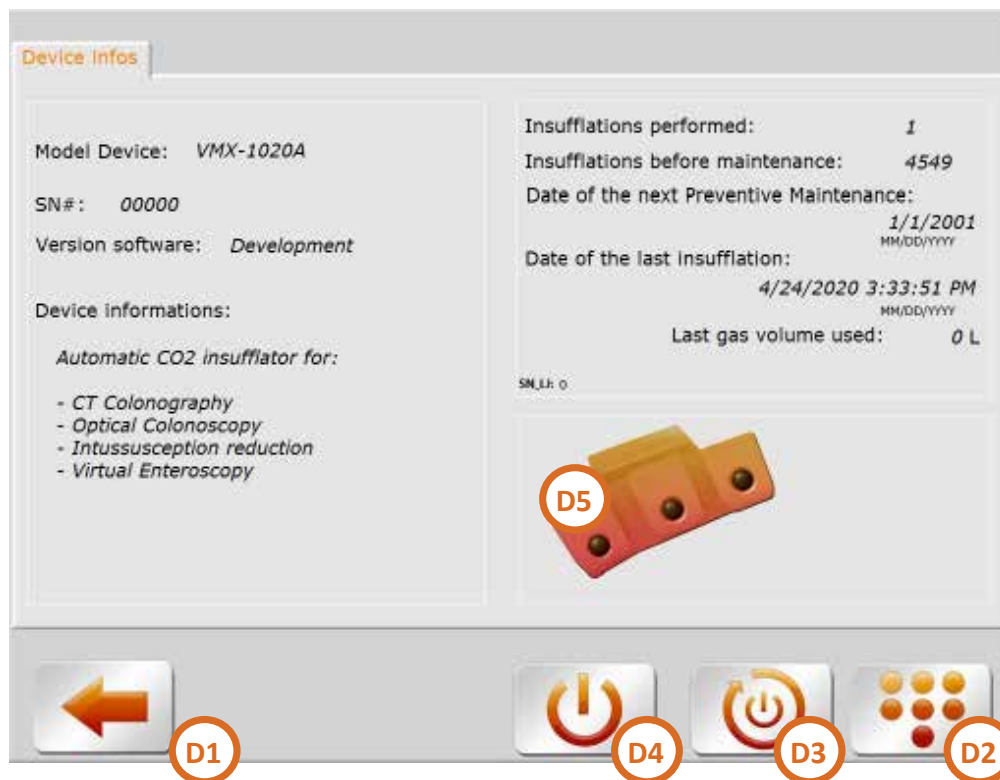 Device Infos
Model Device: VMX-1020A
SN#: 00000
Version software: Development
Device informations:
Automatic CO2 insufflator for:
- CT Colonography
- Optical Colonoscopy
- Intussusception reduction
- Virtual Enteroscopy
Insufflations performed: 1
Insufflations before maintenance: 4549
Date of the next Preventive Maintenance:
1/1/2001
MM/DD/YYYY
Date of the last insufflation:
4/24/2020 3:33:51 PM
MM/DD/YYYY
Last gas volume used: 0 L
SN_LJ: 0
D5
D1
D4
D3
D2